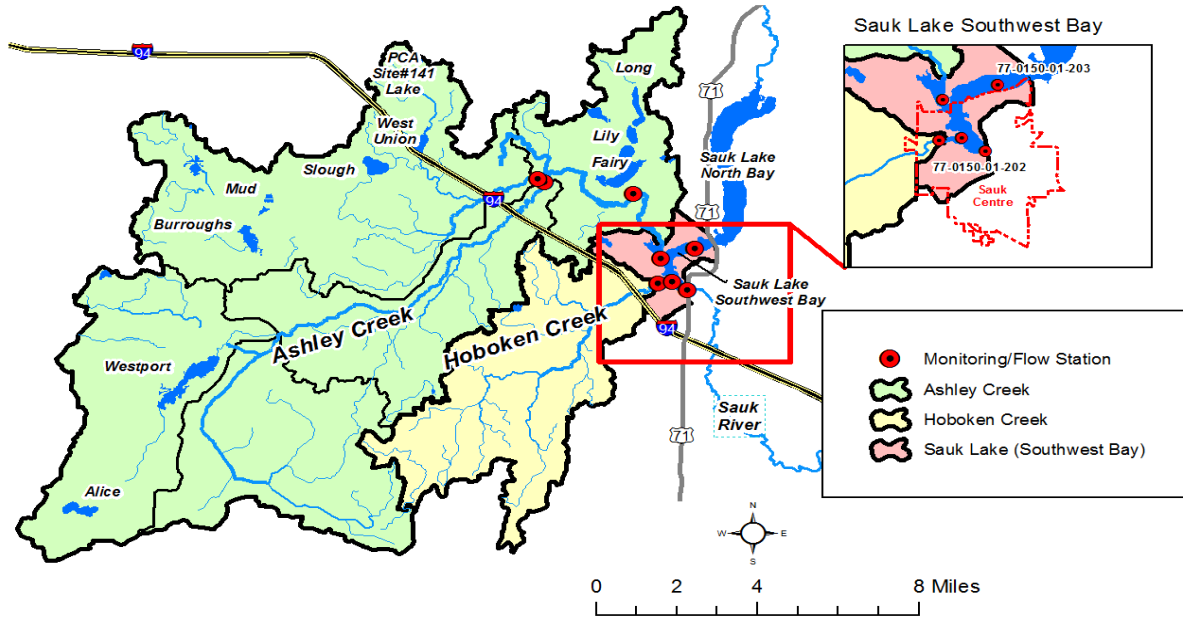 Sauk Lake Southwest Bay
77-0150-01-203
77-0150-01-202
Sauk
Centre
94
PCA
Site#141
Lake
Long
71
West
Union
Lily
Slough
Fairy
Sauk Lake
North Bay
Mud
94
71
Burroughs
Sauk Lake
Southwest Bay
Ashley Creek
Hoboken Creek
94
Westport
Sauk
River
71
Alice
Monitoring/Flow Station
Ashley Creek
Hoboken Creek
Sauk Lake (Southwest Bay)
N
W
E
S
0 2 4 8 Miles